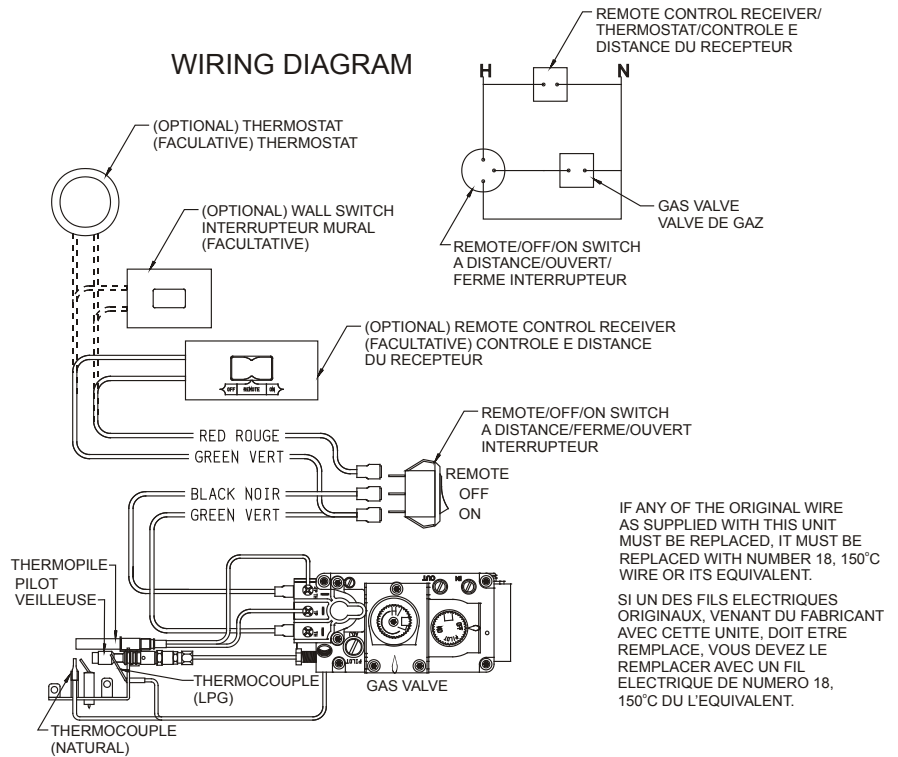 WIRING DIAGRAM
REMOTE CONTROL RECEIVER/
THERMOSTAT/CONTROLE E
DISTANCE DU RECEPTEUR
H
N
GAS VALVE
VALVE DE GAZ
REMOTE/OFF/ON SWITCH
A DISTANCE/OUVERT/
FERME INTERRUPTEUR
(OPTIONAL) THERMOSTAT
(FACULATIVE) THERMOSTAT
(OPTIONAL) WALL SWITCH
INTERRUPTEUR MURAL
(FACULTATIVE)
(OPTIONAL) REMOTE CONTROL RECEIVER
(FACULTATIVE) CONTROLE E DISTANCE
DU RECEPTEUR
OFF REMOTE ON
REMOTE/OFF/ON SWITCH
A DISTANCE/FERME/OUVERT
INTERRUPTEUR
RED ROUGE
GREEN VERT
BLACK NOIR
GREEN VERT
REMOTE
OFF
ON
THERMOPILE
PILOT
VEILLEUSE
THERMOCOUPLE
(LPG)
THERMOCOUPLE
(NATURAL)
OUT
IN
PILOT
GAS VALVE
IF ANY OF THE ORIGINAL WIRE
AS SUPPLIED WITH THIS UNIT
MUST BE REPLACED, IT MUST BE
REPLACED WITH NUMBER 18, 150°C
WIRE OR ITS EQUIVALENT.
SI UN DES FILS ELECTRIQUES
ORIGINAUX, VENANT DU FABRICANT
AVEC CETTE UNITE, DOIT ETRE
REMPLACE, VOUS DEVEZ LE
REMPLACER AVEC UN FIL
ELECTRIQUE DE NUMERO 18,
150°C DU L'EQUIVALENT.